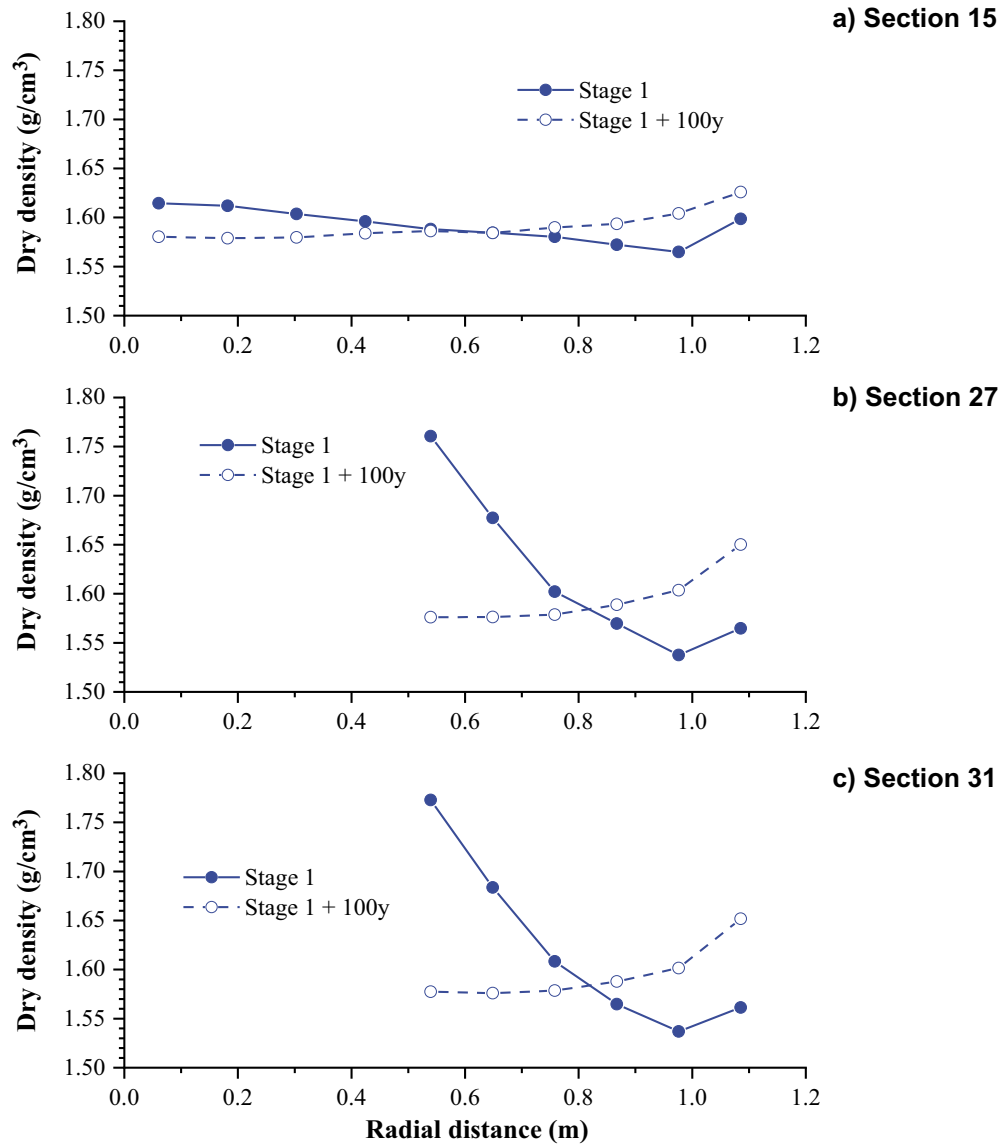 a) Section 15
1.80
1.75
1.70
1.65
1.60
1.55
1.50
Dry density (g/cm³)
Stage 1
Stage 1 + 100y
0.0 0.2 0.4 0.6 0.8 1.0 1.2
b) Section 27
1.80
1.75
1.70
1.65
1.60
1.55
1.50
Dry density (g/cm³)
Stage 1
Stage 1 + 100y
0.0 0.2 0.4 0.6 0.8 1.0 1.2
c) Section 31
1.80
1.75
1.70
1.65
1.60
1.55
1.50
Dry density (g/cm³)
Stage 1
Stage 1 + 100y
0.0 0.2 0.4 0.6 0.8 1.0 1.2
Radial distance (m)